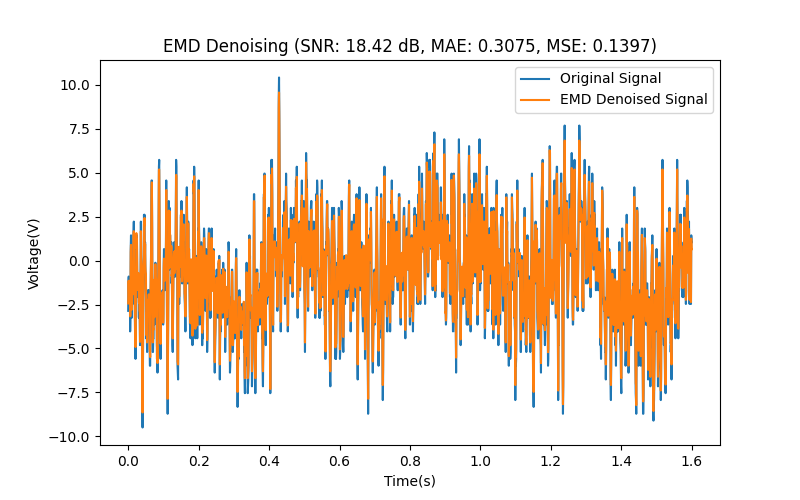 EMD Denoising (SNR: 18.42 dB, MAE: 0.3075, MSE: 0.1397)
Original Signal
EMD Denoised Signal
10.0
7.5
5.0
2.5
0.0
−2.5
−5.0
−7.5
−10.0
Voltage(V)
0.0 0.2 0.4 0.6 0.8 1.0 1.2 1.4 1.6
Time(s)